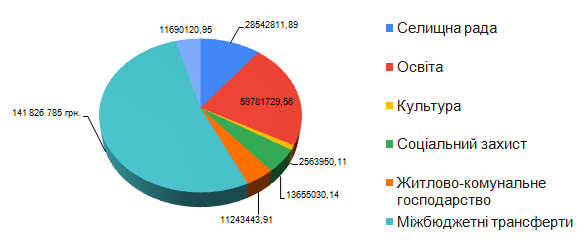 11690120,95
28542811,89
59781729,56
141 826 785 грн.
2563950,11
13655030,14
11243443,91
Селищна рада
Освіта
Культура
Соціальний захист
Житлово-комунальне
господарство
Міжбюджетні трансферти